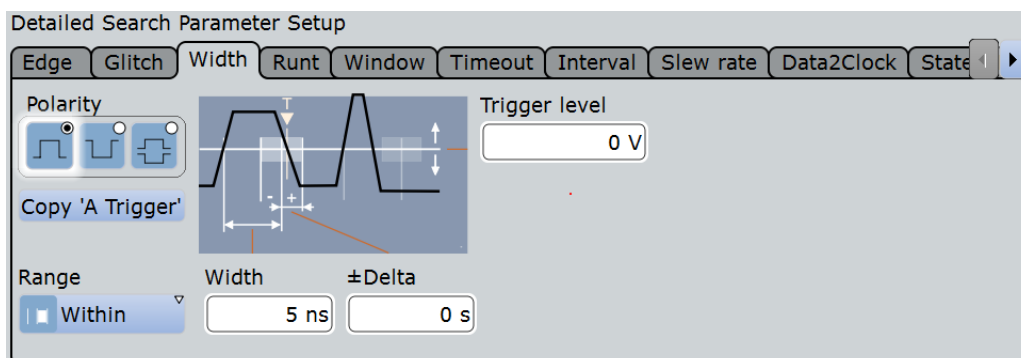 Detailed Search Parameter Setup
Edge Glitch Width Runt Window Timeout Interval Slew rate Data2Clock State
Polarity
Trigger level
T
0 V
Copy 'A Trigger'
- +
Range Width ±Delta
Within 5 ns 0 s